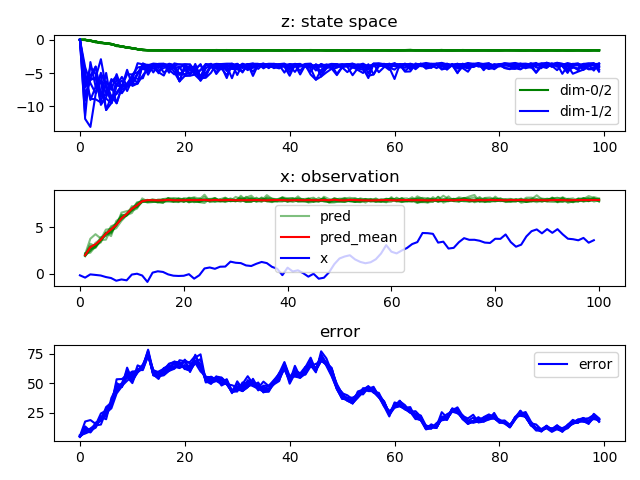 z: state space
0
−5
−10
dim-0/2
dim-1/2
0 20 40 60 80 100
x: observation
5
0
pred
pred_mean
x
0 20 40 60 80 100
error
75
50
25
error
0 20 40 60 80 100